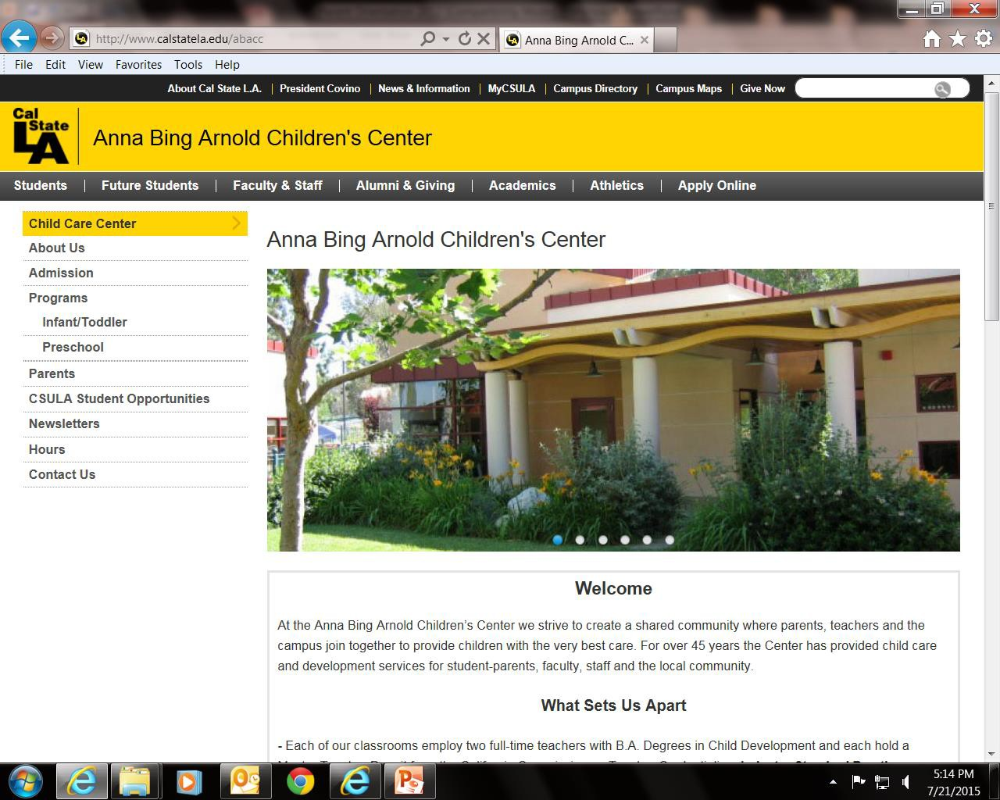 http://www.calstatela.edu/abacc
Anna Bing Arnold C...
File Edit View Favorites Tools Help
About Cal State L.A. President Covino News & Information MyCSULA Campus Directory Campus Maps Give Now
Cal State LA
Anna Bing Arnold Children's Center
Students Future Students Faculty & Staff Alumni & Giving Academics Athletics Apply Online
Child Care Center
About Us
Admission
Programs
Infant/Toddler
Preschool
Parents
CSULA Student Opportunities
Newsletters
Hours
Contact Us
Anna Bing Arnold Children's Center
Welcome
At the Anna Bing Arnold Children's Center we strive to create a shared community where parents, teachers and the
campus join together to provide children with the very best care. For over 45 years the Center has provided child care
and development services for student-parents, faculty, staff and the local community.
What Sets Us Apart
- Each of our classrooms employ two full-time teachers with B.A. Degrees in Child Development and each hold a
5:14 PM
7/21/2015